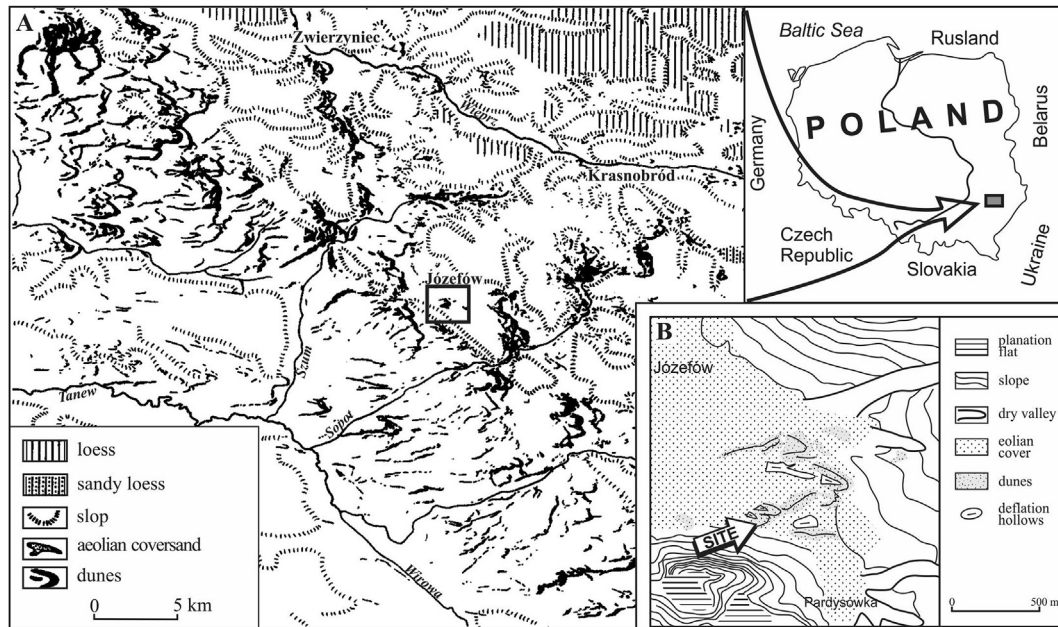 A
Zwierzyniec
Wieprz
Krasnobród
Józefów
Szum
Sopot
Tanew
Wirowa
loess
sandy loess
slop
aeolian coversand
dunes
0 5 km
Baltic Sea
Rusland
POLAND
Germany
Belarus
Czech
Republic
Slovakia
Ukraine
B
Józefów
SITE
Pardysówka
planation
flat
slope
dry valley
eolian
cover
dunes
deflation
hollows
0 500 m